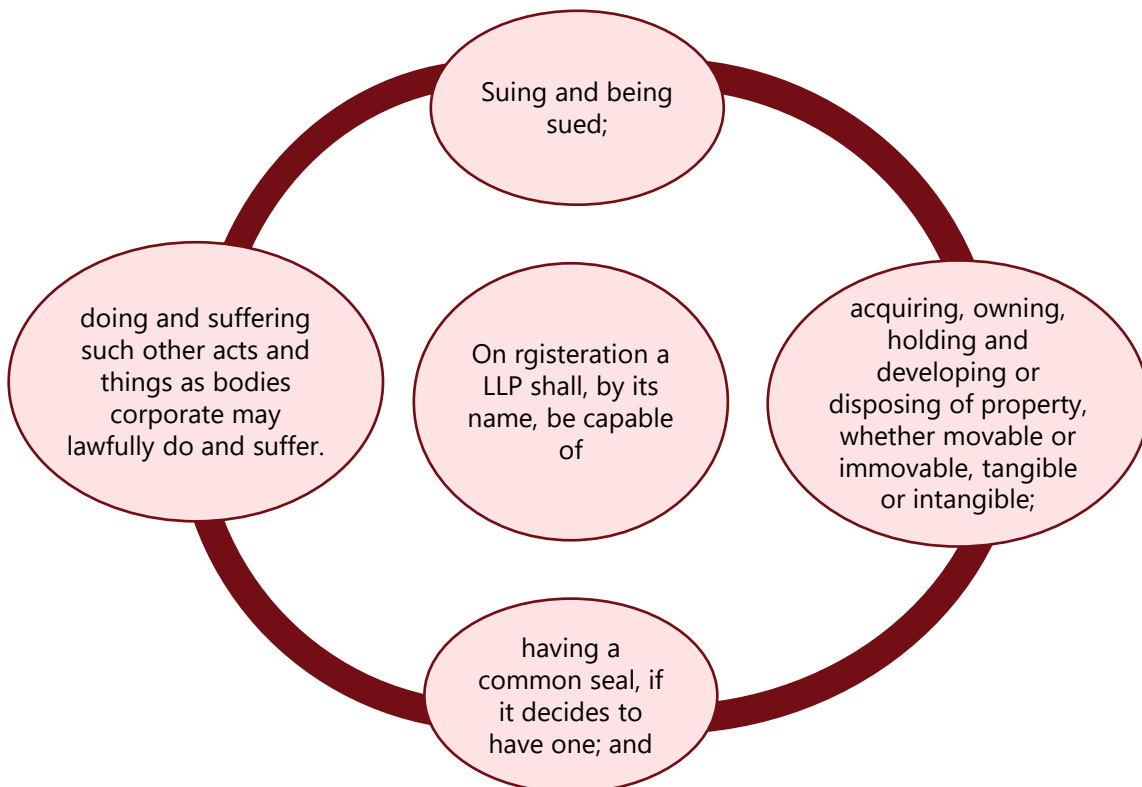 Suing and being
sued;
acquiring, owning,
holding and
developing or
disposing of property,
whether movable or
immovable, tangible
or intangible;
having a
common seal, if
it decides to
have one; and
doing and suffering
such other acts and
things as bodies
corporate may
lawfully do and suffer.
On rgisteration a
LLP shall, by its
name, be capable
of